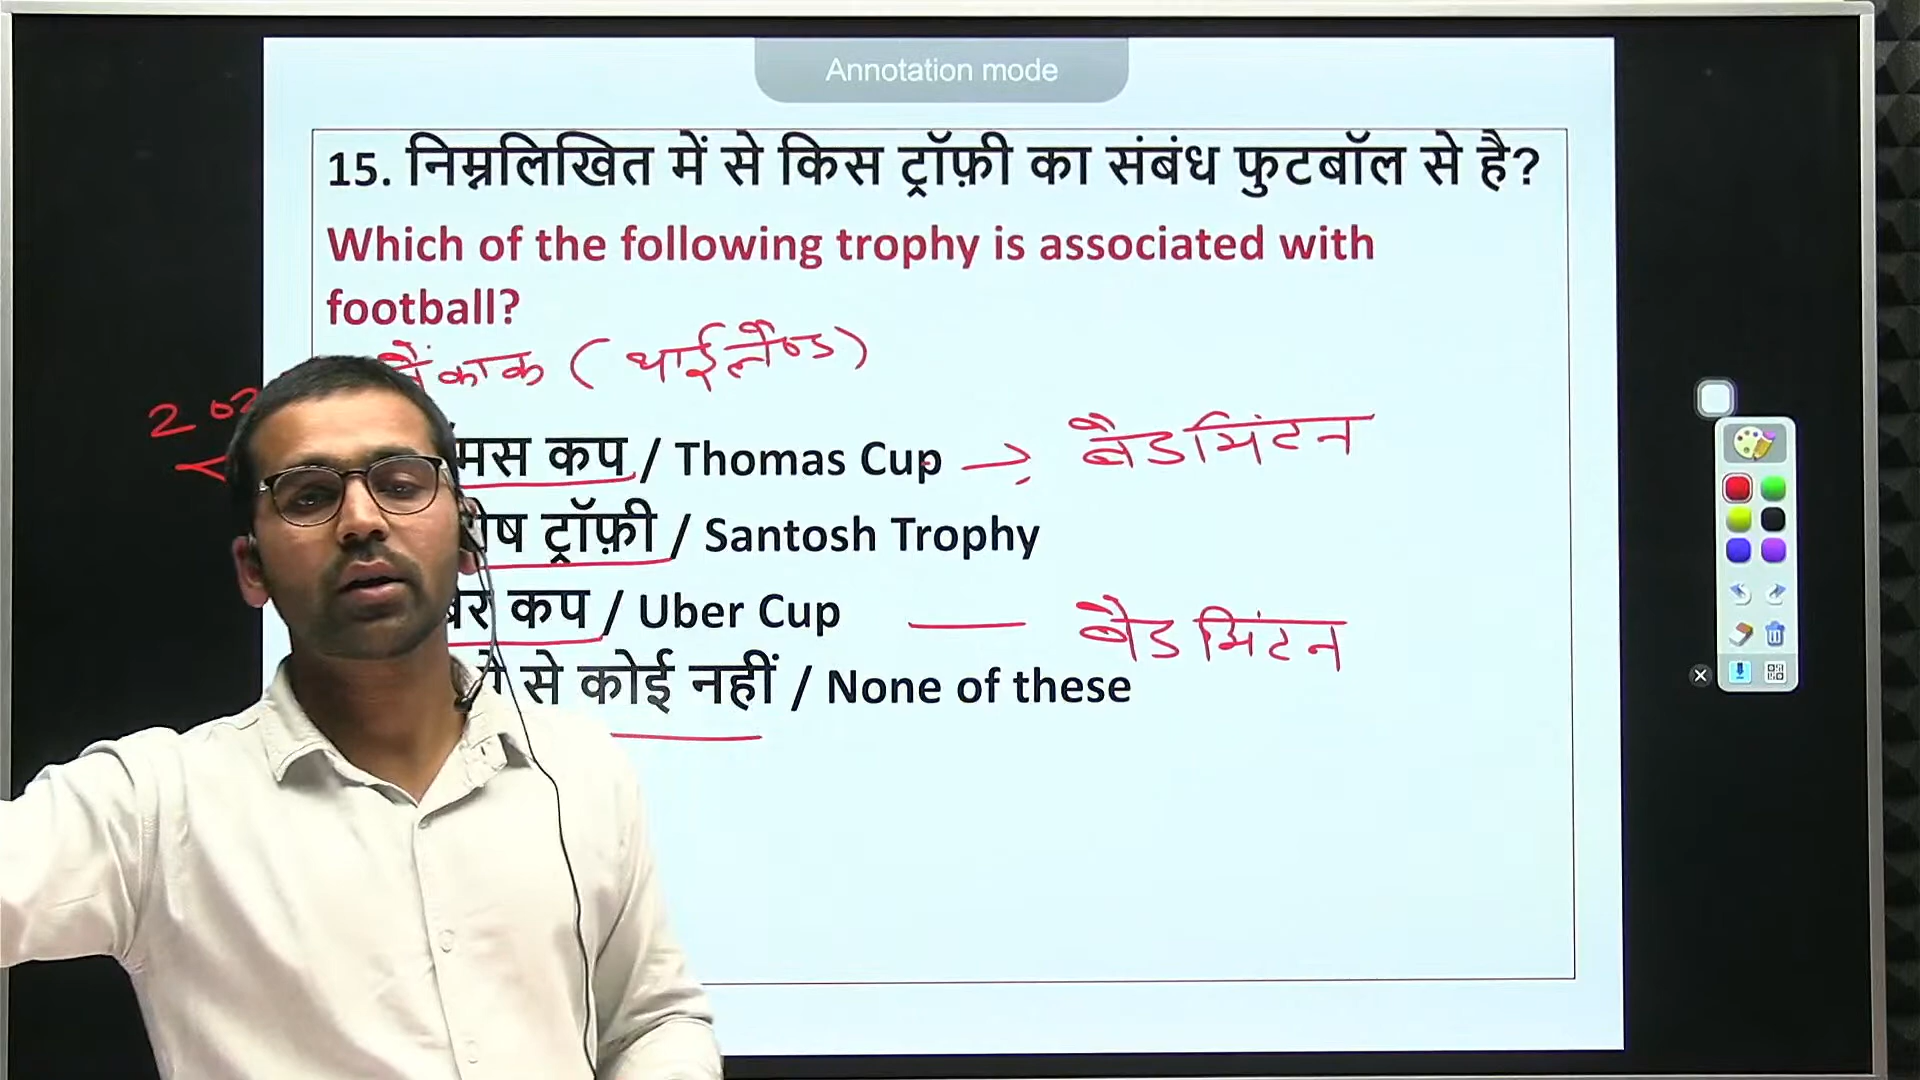 Annotation mode
15. निम्नलिखित में से किस ट्रॉफ़ी का संबंध फुटबॉल से है?
Which of the following trophy is associated with
football?
(थाईलैण्ड)
कप / Thomas Cup → बैडमिंटन
ट्रॉफ़ी / Santosh Trophy
कप / Uber Cup — बैडमिंटन
से कोई नहीं / None of these